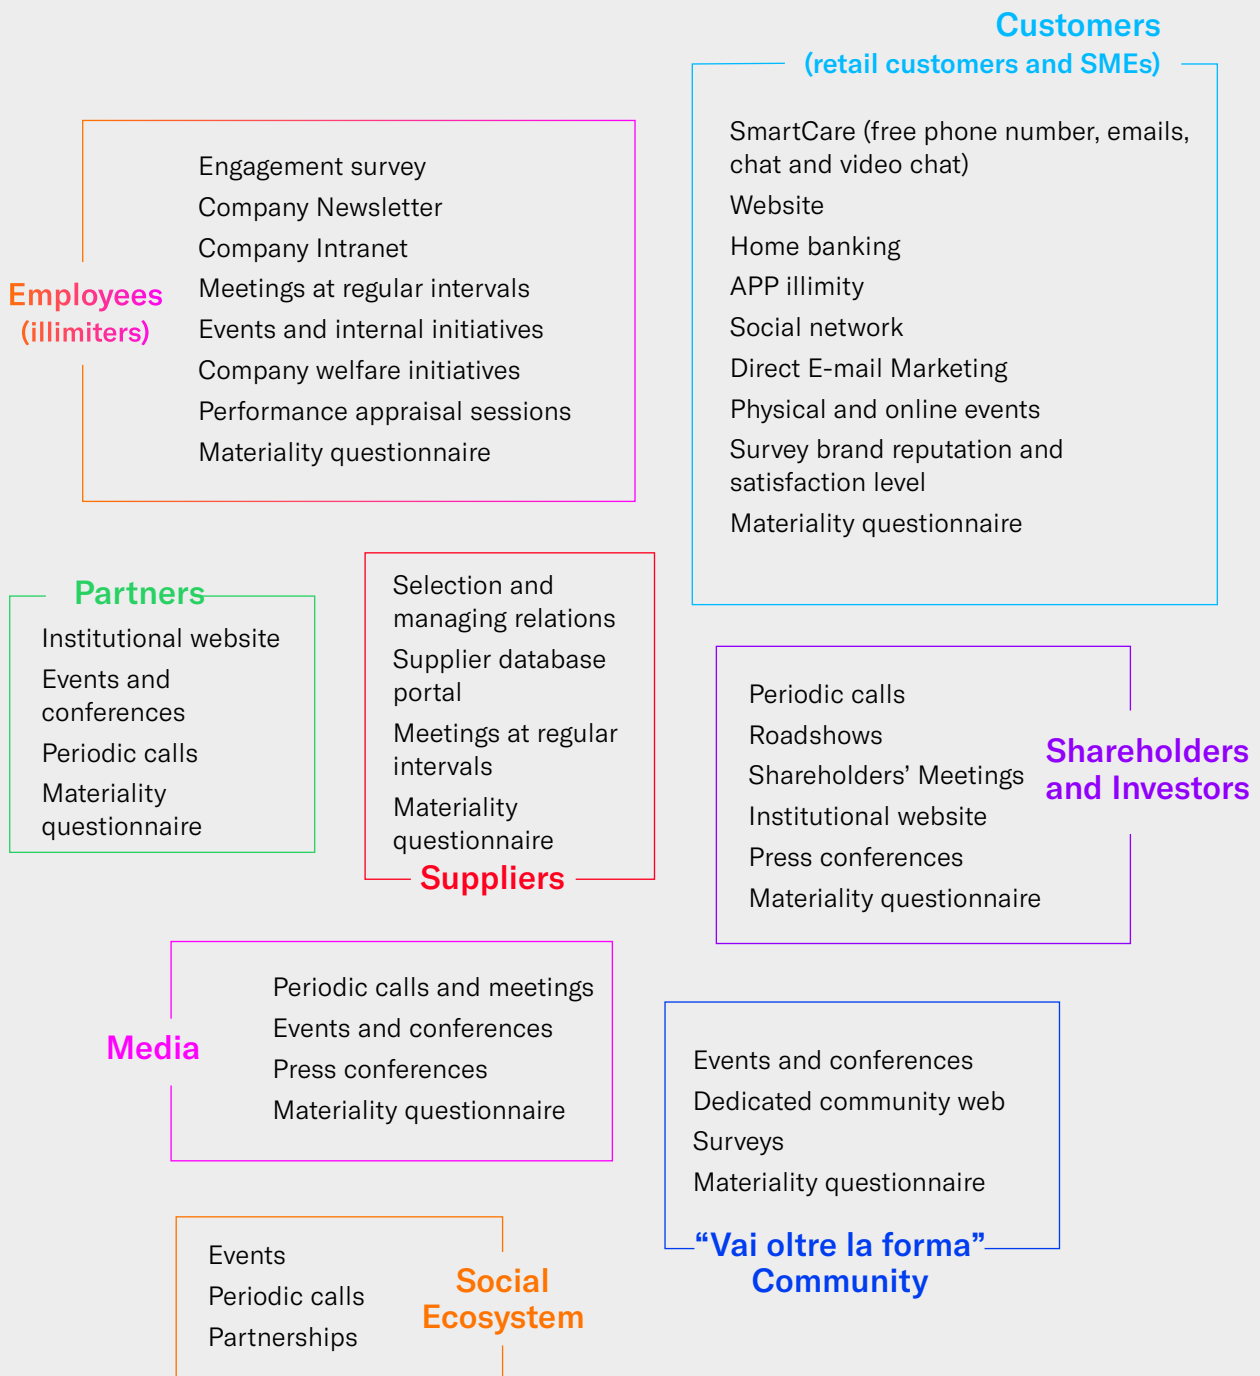 Customers
(retail customers and SMEs)
SmartCare (free phone number, emails,
chat and video chat)
Website
Home banking
APP illimity
Social network
Direct E-mail Marketing
Physical and online events
Survey brand reputation and
satisfaction level
Materiality questionnaire
Employees
(illimiters)
Engagement survey
Company Newsletter
Company Intranet
Meetings at regular intervals
Events and internal initiatives
Company welfare initiatives
Performance appraisal sessions
Materiality questionnaire
Partners
Institutional website
Events and
conferences
Periodic calls
Materiality
questionnaire
Selection and
managing relations
Supplier database
portal
Meetings at regular
intervals
Materiality
questionnaire
Suppliers
Periodic calls
Roadshows
Shareholders’ Meetings
Institutional website
Press conferences
Materiality questionnaire
Shareholders
and Investors
Media
Periodic calls and meetings
Events and conferences
Press conferences
Materiality questionnaire
Events and conferences
Dedicated community web
Surveys
Materiality questionnaire
“Vai oltre la forma”
Community
Events
Periodic calls
Partnerships
Social
Ecosystem